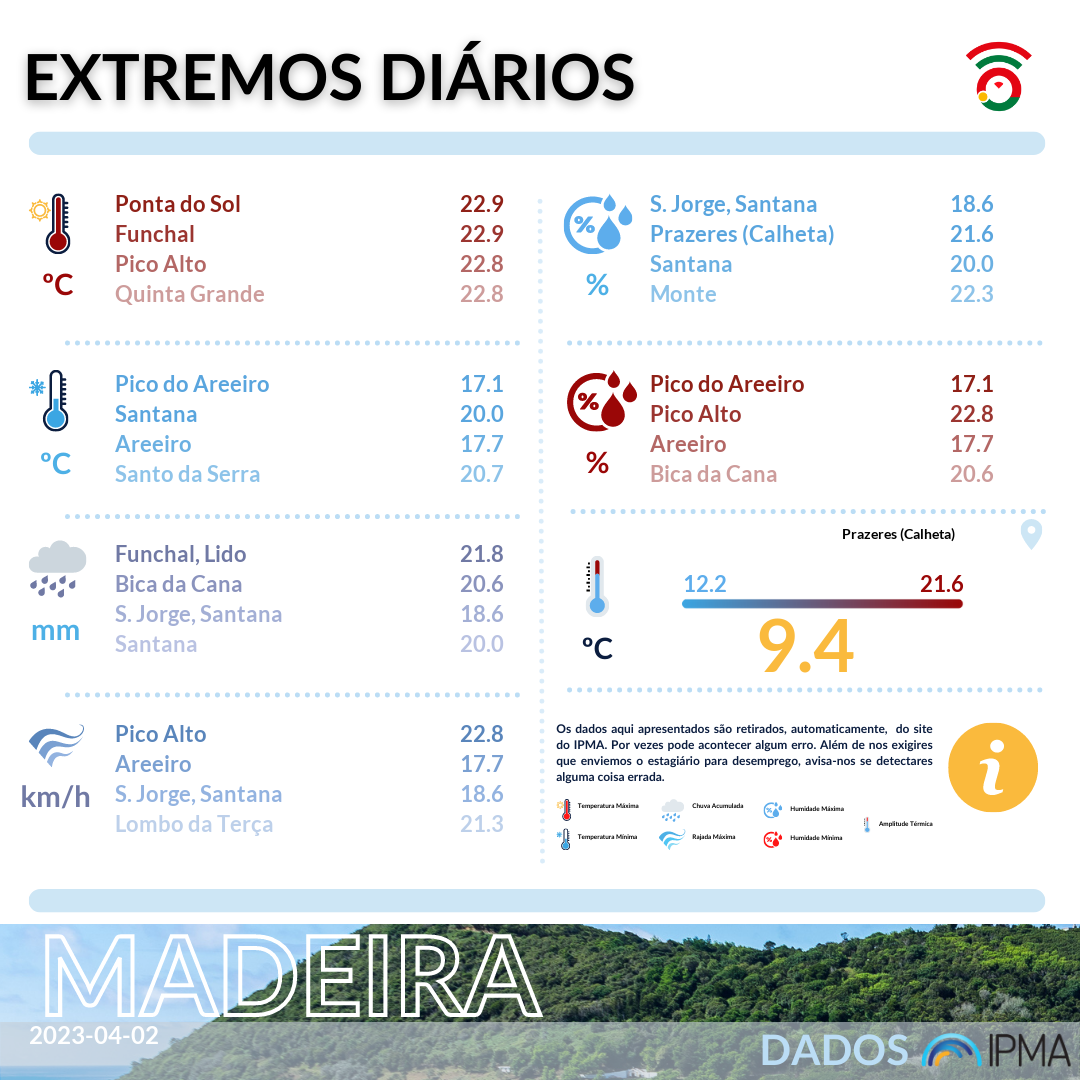 EXTREMOS DIÁRIOS
Ponta do Sol 22.9
Funchal 22.9
Pico Alto 22.8
Quinta Grande 22.8
ºC
Pico do Areeiro 17.1
Santana 20.0
Areeiro 17.7
Santo da Serra 20.7
ºC
Funchal, Lido 21.8
Bica da Cana 20.6
S. Jorge, Santana 18.6
Santana 20.0
mm
Pico Alto 22.8
Areeiro 17.7
S. Jorge, Santana 18.6
Lombo da Terça 21.3
km/h
S. Jorge, Santana 18.6
Prazeres (Calheta) 21.6
Santana 20.0
Monte 22.3
%
%
Pico do Areeiro 17.1
Pico Alto 22.8
Areeiro 17.7
Bica da Cana 20.6
%
%
Prazeres (Calheta)
12.2 21.6
9.4
ºC
Os dados aqui apresentados são retirados, automaticamente, do site
do IPMA. Por vezes pode acontecer algum erro. Além de nos exigires
que enviemos o estagiário para desemprego, avisa-nos se detectares
alguma coisa errada.
i
Temperatura Máxima
Chuva Acumulada
Humidade Máxima
Amplitude Térmica
Temperatura Mínima
Rajada Máxima
Humidade Mínima
MADEIRA
2023-04-02
DADOS IPMA